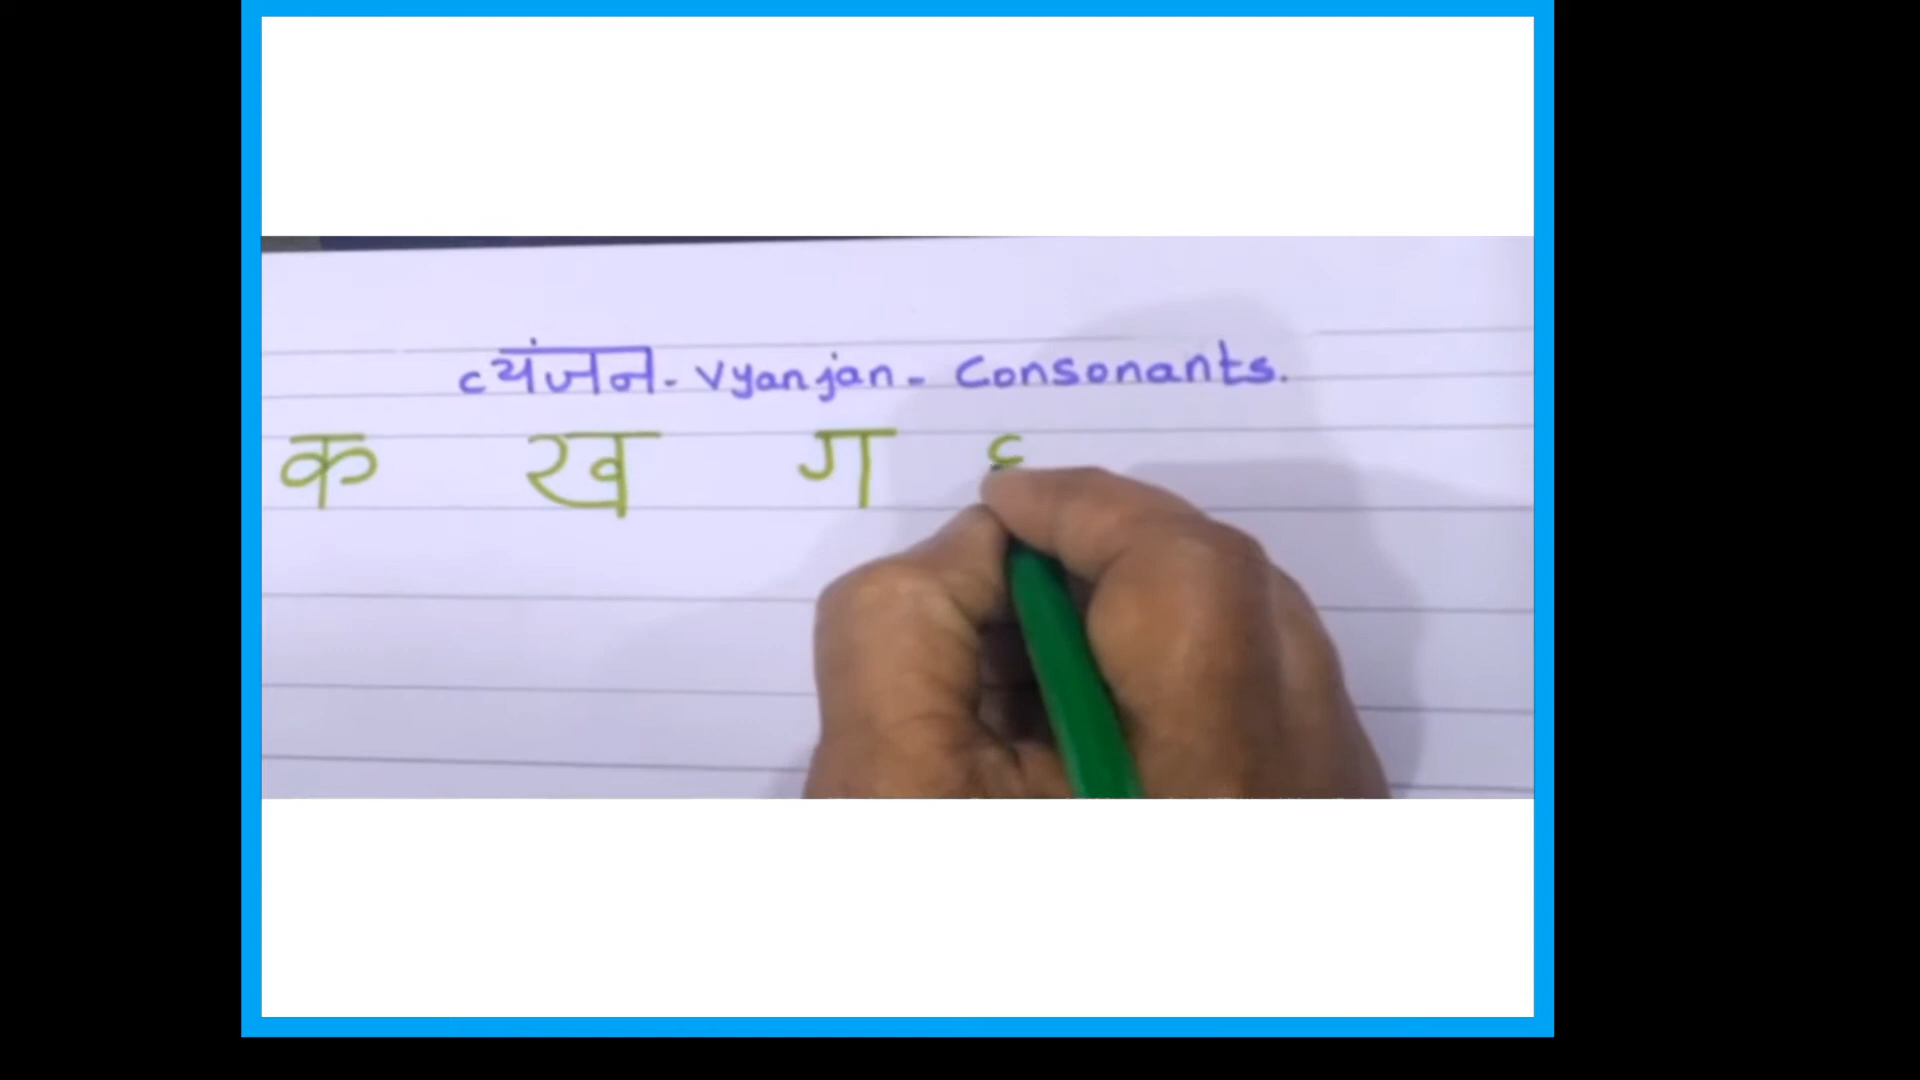 व्यंजन - Vyanjan - Consonants.
क ख ग